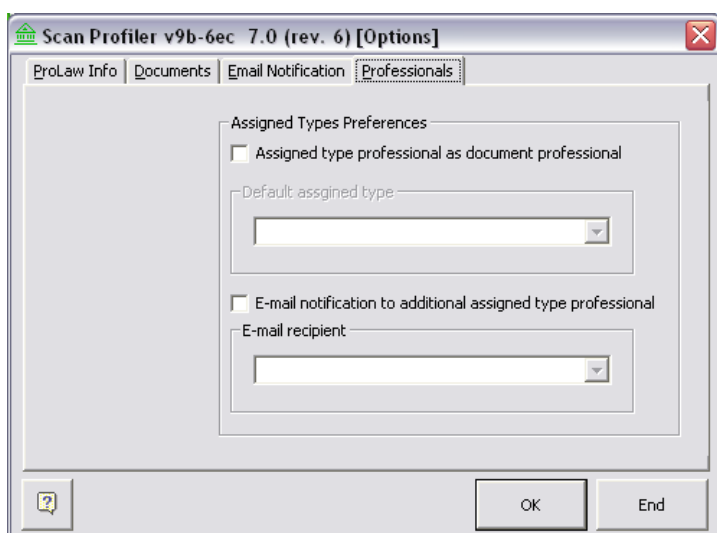 Scan Profiler v9b-6ec 7.0 (rev. 6) [Options]
ProLaw Info Documents Email Notification Professionals
Assigned Types Preferences
Assigned type professional as document professional
Default assgined type
E-mail notification to additional assigned type professional
E-mail recipient
OK End